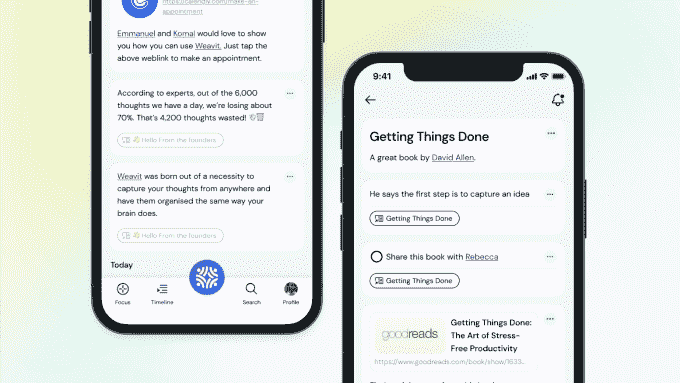 https://calendly.com/make-an-
appointment
Emmanuel and Komal would love to show
you how you can use Weavit. Just tap
the above weblink to make an appointment.
According to experts, out of the 6,000
thoughts we have a day, we're losing about
70%. That's 4,200 thoughts wasted!
Hello From the founders
Weavit was born out of a necessity to
capture your thoughts from anywhere and
have them organised the same way your
brain does.
Hello From the founders
Today
Focus
Timeline
Search
Profile
9:41
Getting Things Done
A great book by David Allen.
He says the first step is to capture an idea
Getting Things Done
Share this book with Rebecca
Getting Things Done
goodreads
Getting Things Done:
The Art of Stress-
Free Productivity
https://www.goodreads.com/book/show/1633...